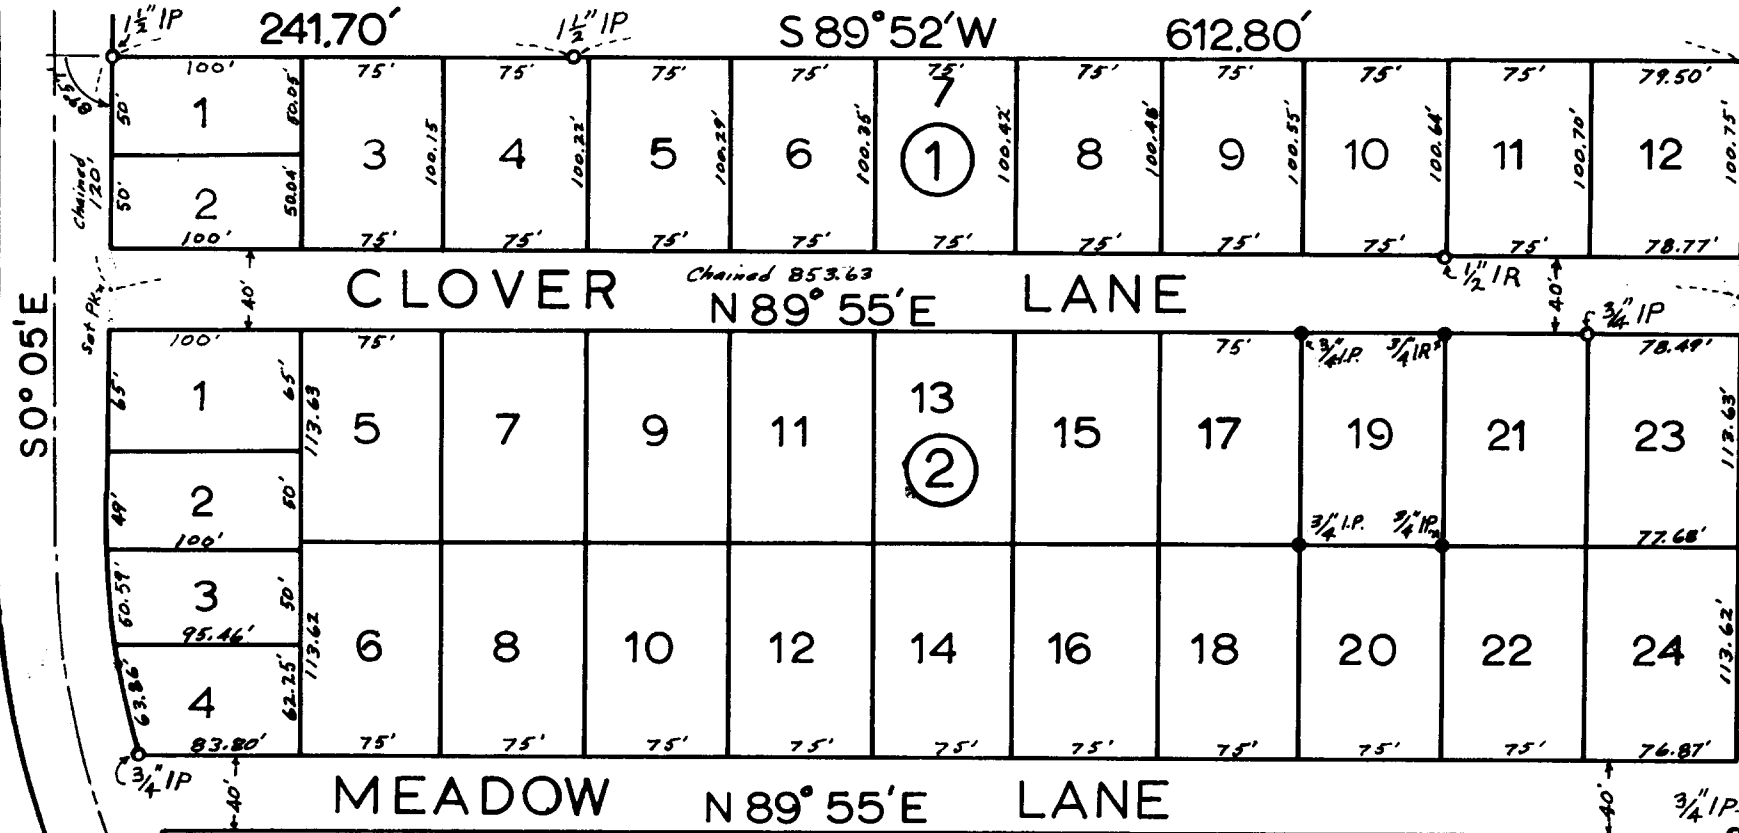 1½" IP 241.70' 1½" IP S 89° 52' W 612.80'
100' 75' 75' 75' 75' 75' 75' 75' 75' 75' 79.50'
50' 1 50.05' 3 100.15 4 100.22' 5 100.29' 6 100.35' 7 100.42' 8 100.48' 9 100.55' 10 100.64' 11 100.70' 12 100.75'
1
Chained
120'
50' 2 50.04'
100' 75' 75' 75' 75' 75' 75' 75' 75' 75' 78.77'
Set PK
40' CLOVER LANE 40'
Chained 853.63
N 89° 55' E
½" IR
¾" IP
S 0° 05' E
100' 75' 75' 78.49'
¾" I.P. ¾" IR
65' 1 65' 113.63 5 7 9 11 13 15 17 19 21 23 113.63'
2
49' 2 50'
100'
¾" I.P. ¾" IP. 77.68'
50.59' 3 50'
95.46'
113.62 6 8 10 12 14 16 18 20 22 24 113.62'
63.86' 4 62.25'
83.80' 75' 75' 75' 75' 75' 75' 75' 75' 75' 76.87'
¾" IP
40' MEADOW N 89° 55' E LANE 40' ¾" IP.